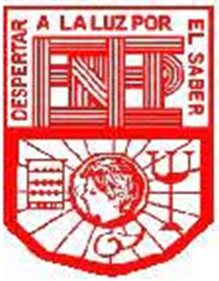 DESPERTAR
A LA LUZ POR
EL SABER
ENP